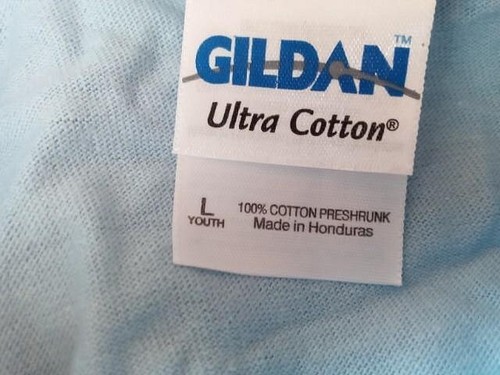 GILDAN™
Ultra Cotton®
L 100% COTTON PRESHRUNK
YOUTH Made in Honduras